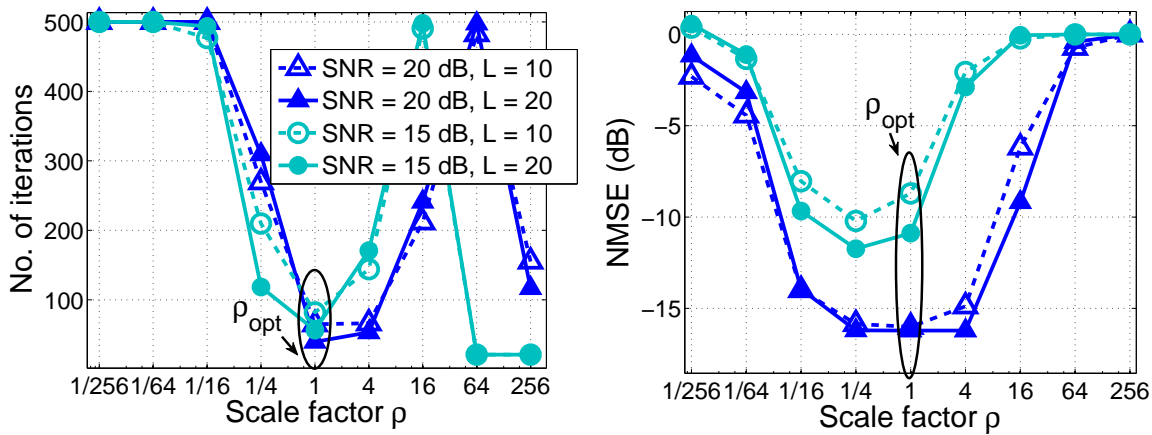 500
400
300
200
100
No. of iterations
SNR = 20 dB, L = 10
SNR = 20 dB, L = 20
SNR = 15 dB, L = 10
SNR = 15 dB, L = 20
ρopt
1/256 1/64 1/16 1/4 1 4 16 64 256
Scale factor ρ
0
−5
−10
−15
NMSE (dB)
ρopt
1/256 1/64 1/16 1/4 1 4 16 64 256
Scale factor ρ